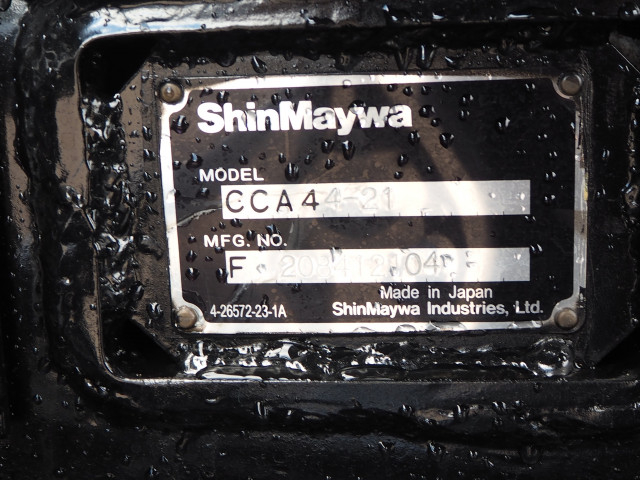 ShinMaywa
MODEL
CCA44-21
MFG. NO.
F
Made in Japan
4-26572-23-1A ShinMaywa Industries, Ltd.